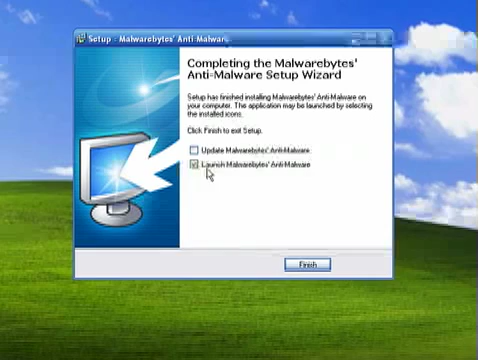 Setup - Malwarebytes' Anti-Malwar...
Completing the Malwarebytes'
Anti-Malware Setup Wizard
Setup has finished installing Malwarebytes' Anti-Malware on
your computer. The application may be launched by selecting
the installed icons.
Click Finish to exit Setup.
Update Malwarebytes' Anti-Malware
Launch Malwarebytes' Anti-Malware
Finish